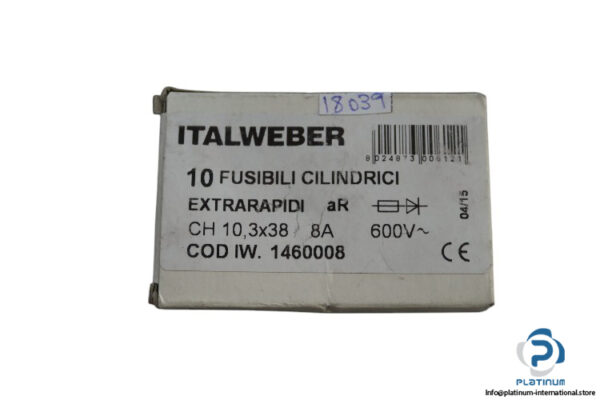 18039
ITALWEBER
8024873006121
10 FUSIBILI CILINDRICI
EXTRARAPIDI aR
CH 10,3x38 8A 600V~
COD IW. 1460008
CE
04/15
PLATINUM
Info@platinum-international.store